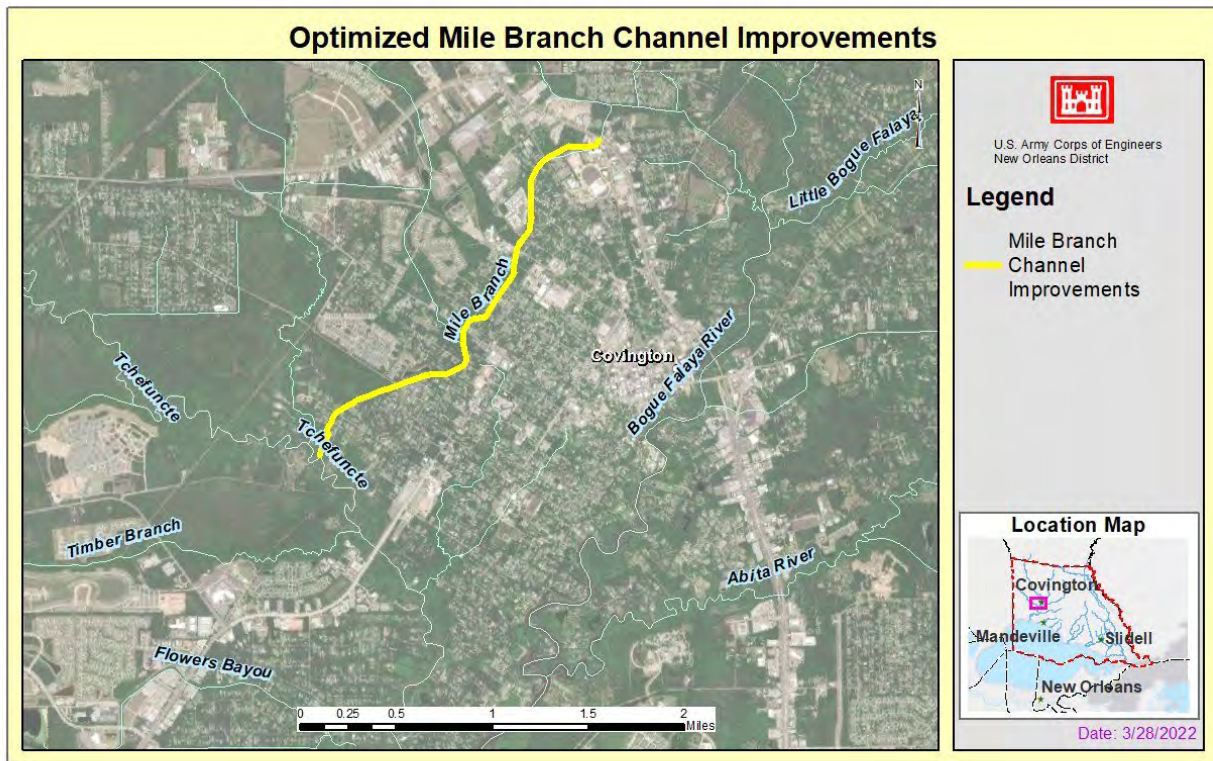 Optimized Mile Branch Channel Improvements
N
Little Bogue Falaya
Mile Branch
Covington
Bogue Falaya River
Tchefuncte
Tchefuncte
Timber Branch
Abita River
Flowers Bayou
0 0.25 0.5 1 1.5 2
Miles
U.S. Army Corps of Engineers
New Orleans District
Legend
Mile Branch
Channel
Improvements
Location Map
Covington
Mandeville
Slidell
New Orleans
Date: 3/28/2022